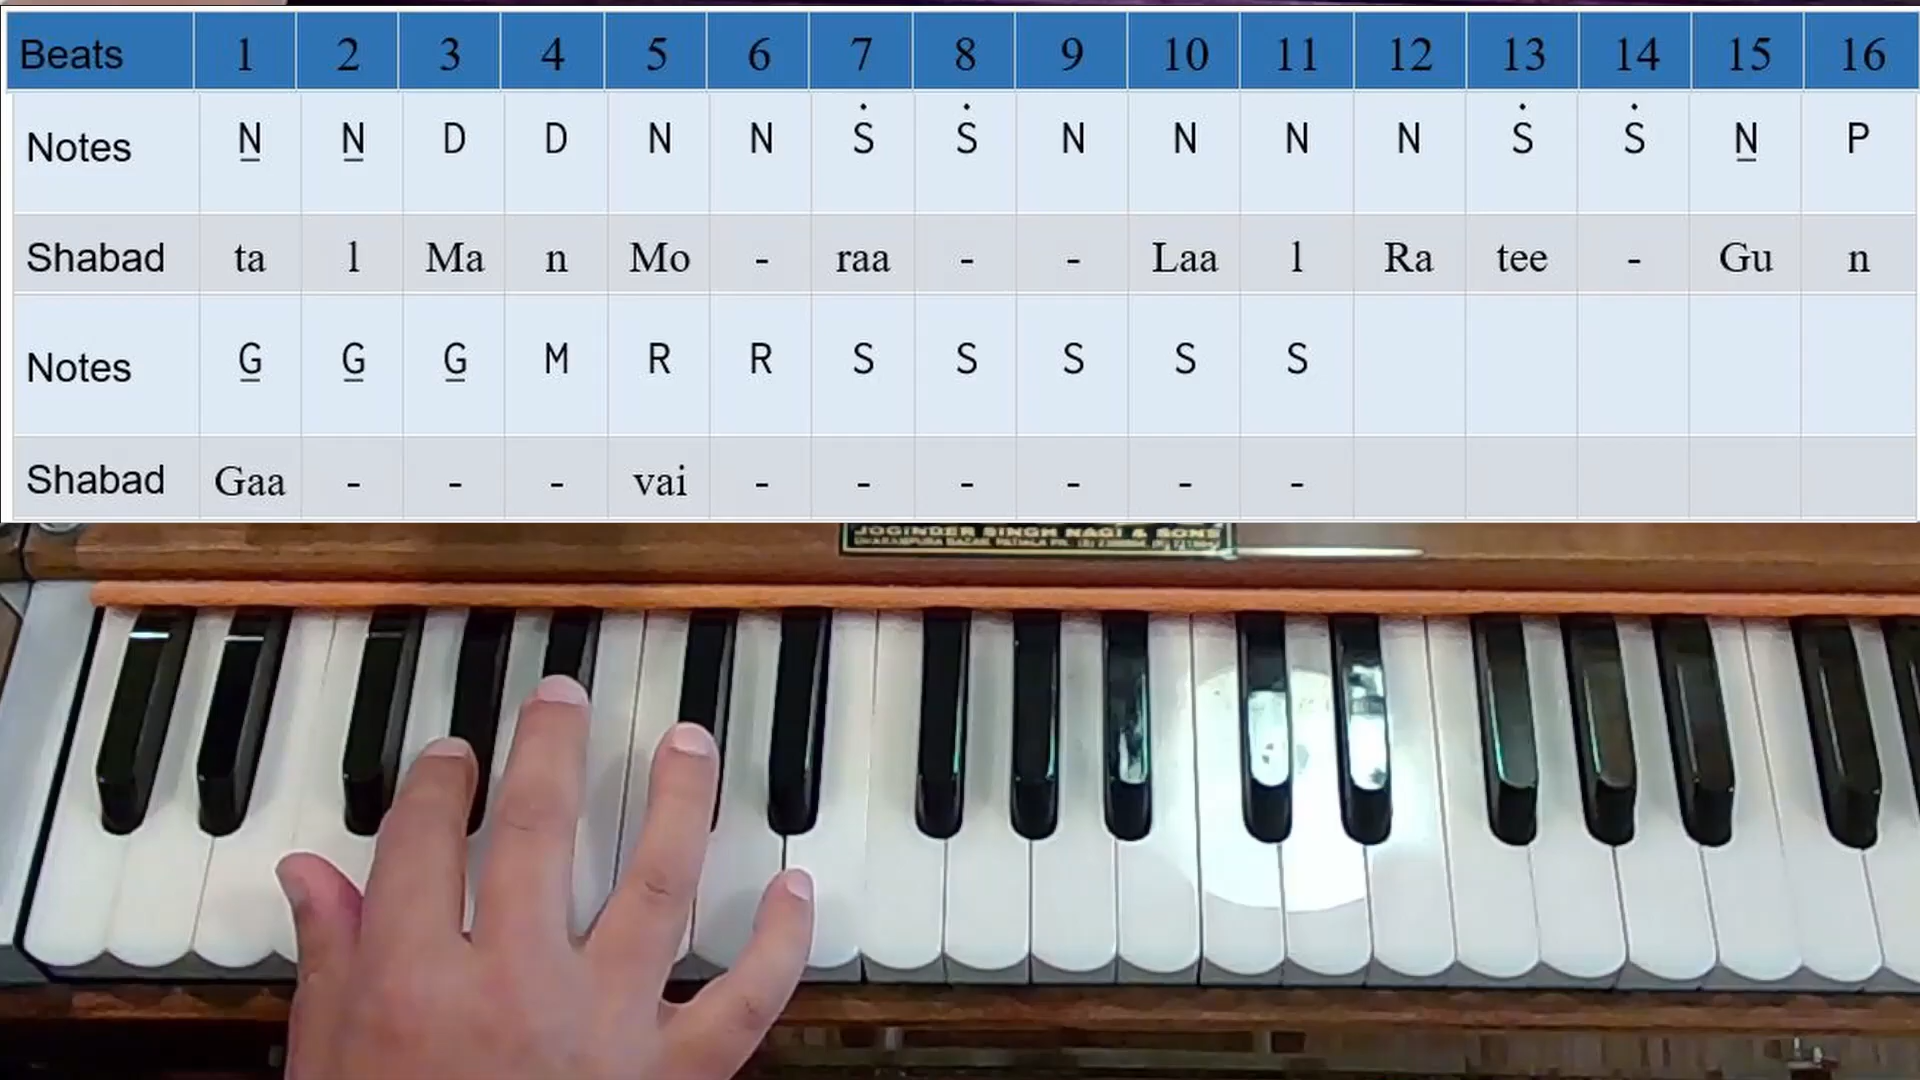 Beats 1 2 3 4 5 6 7 8 9 10 11 12 13 14 15 16
Notes N̲ N̲ D D N N Ṡ Ṡ N N N N Ṡ Ṡ N̲ P
Shabad ta l Ma n Mo - raa - - Laa l Ra tee - Gu n
Notes G̲ G̲ G̲ M R R S S S S S
Shabad Gaa - - - vai - - - - - -
JOGINDER SINGH NAGI & SONS